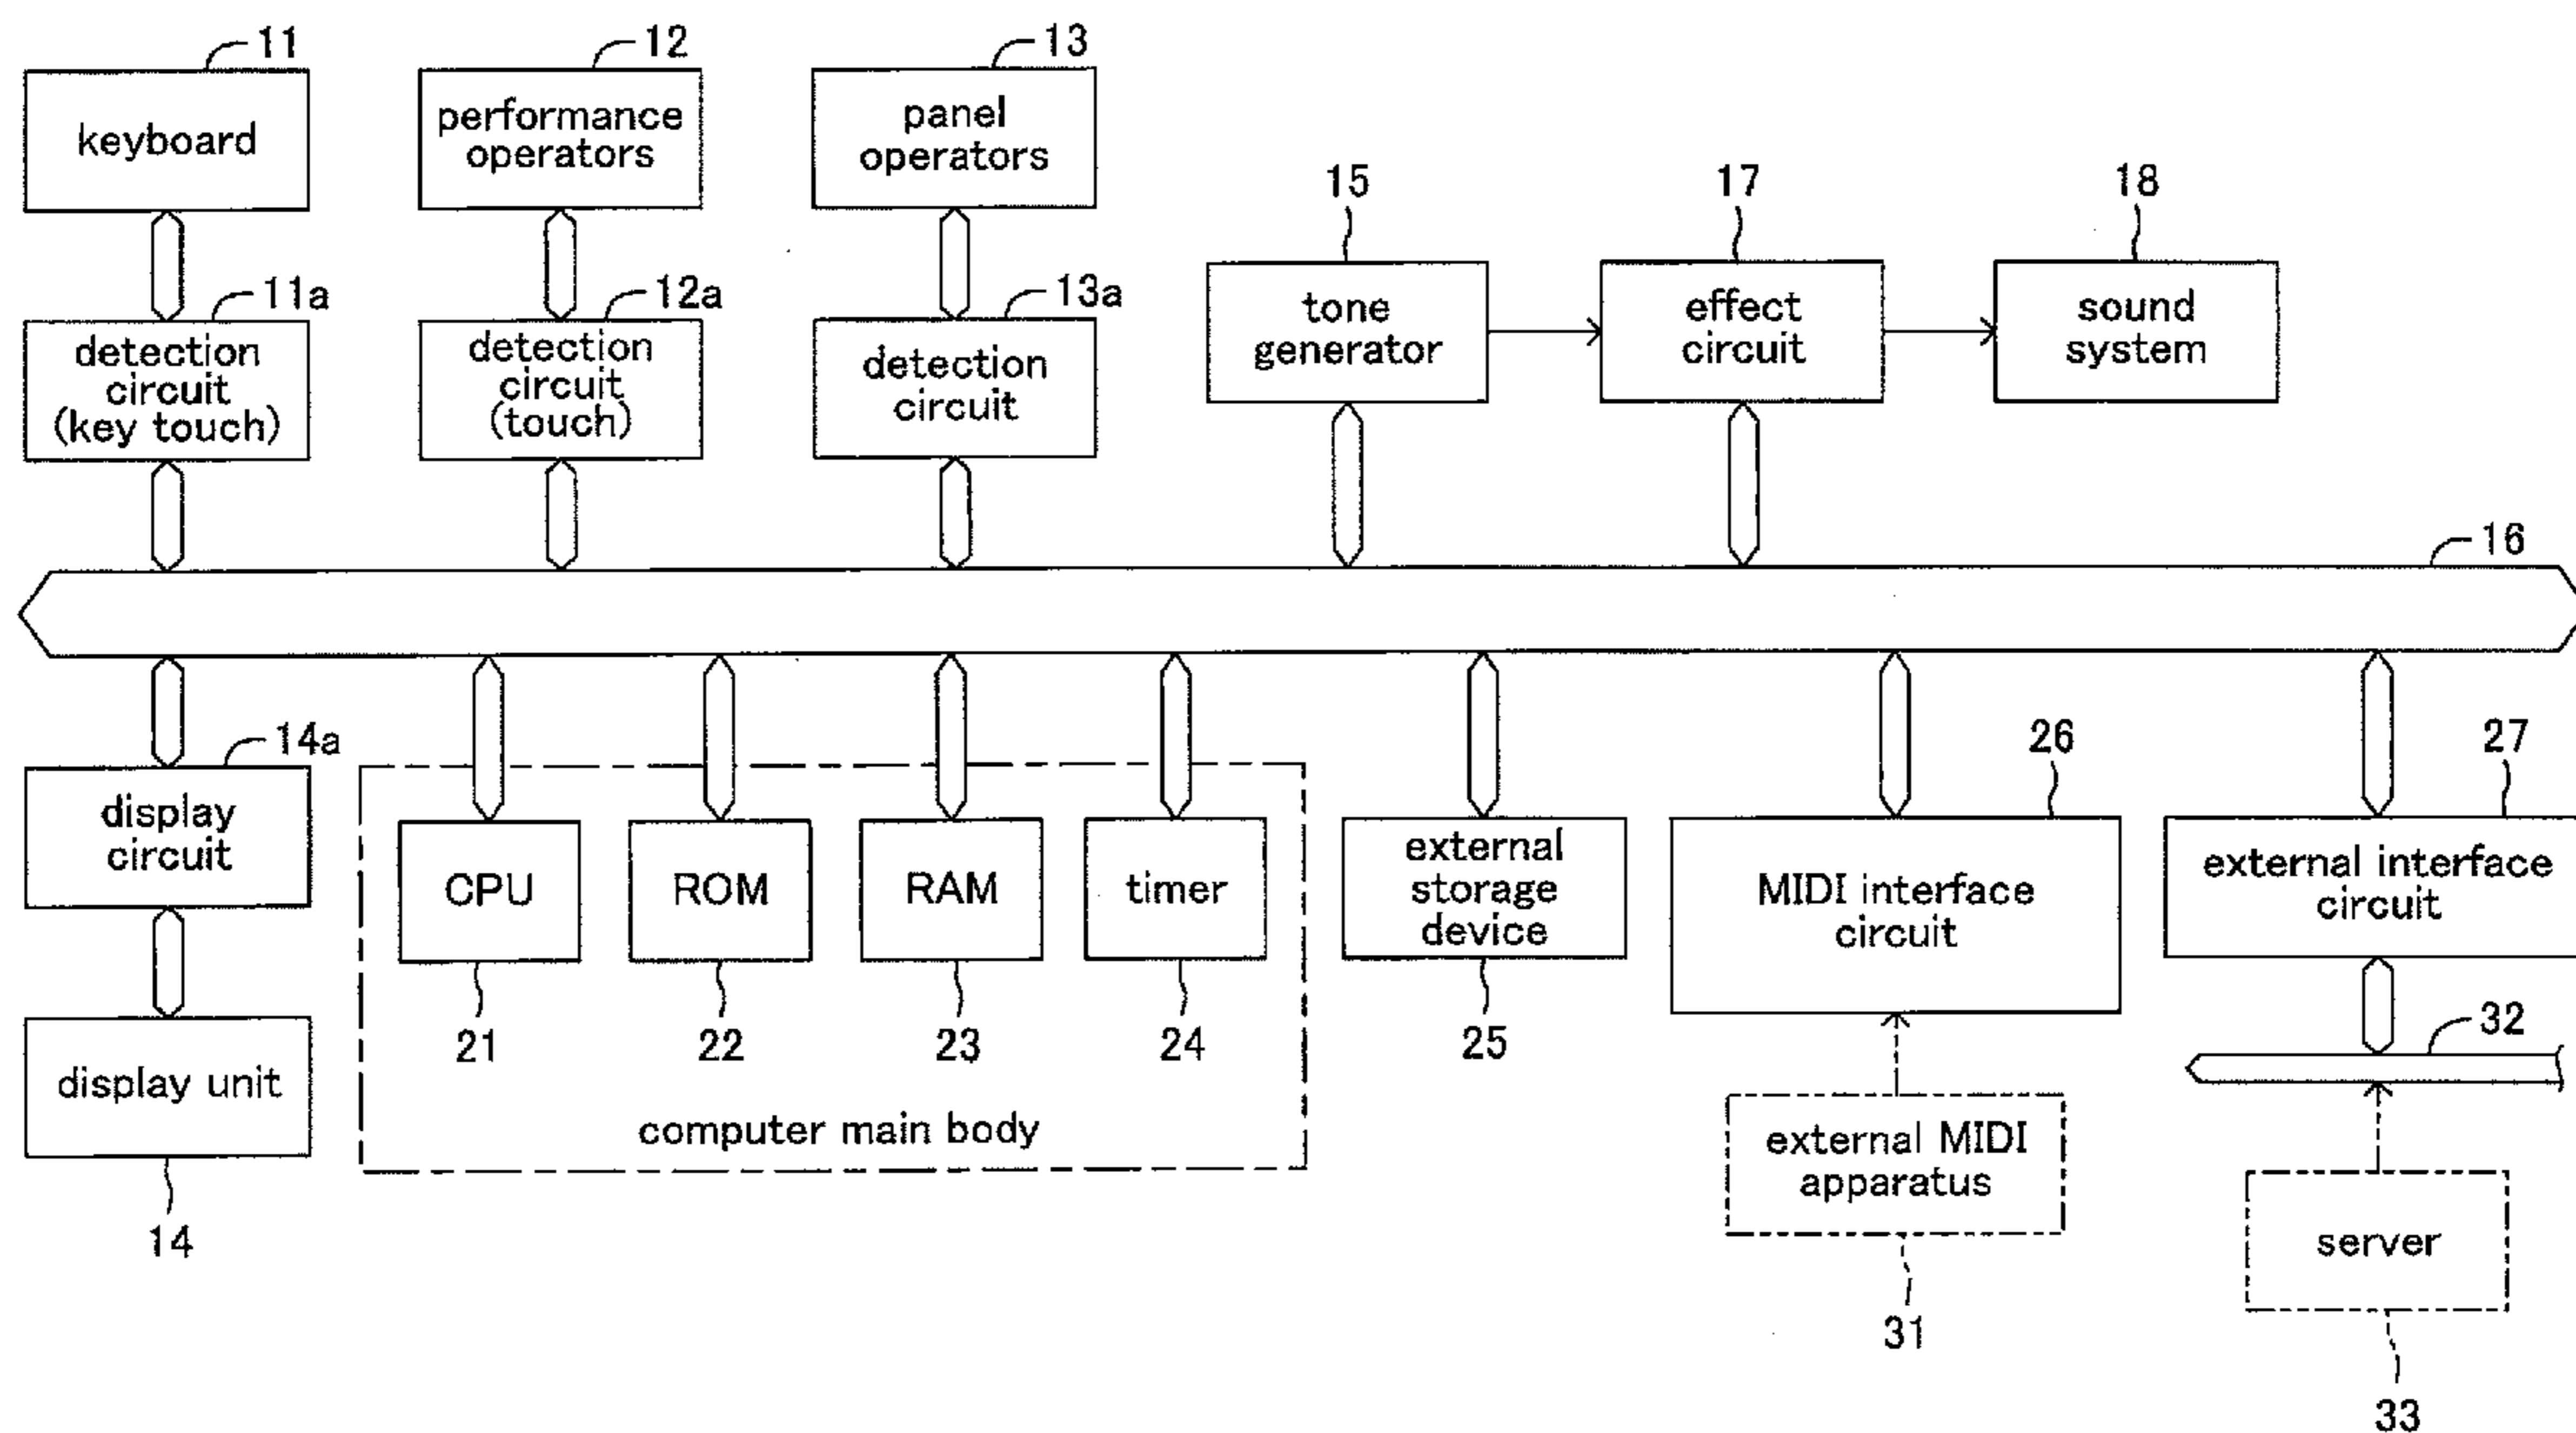 11
12
13
keyboard
performance
operators
panel
operators
15
17
18
11a
12a
13a
detection
circuit
(key touch)
detection
circuit
(touch)
detection
circuit
tone
generator
effect
circuit
sound
system
16
14a
26
27
display
circuit
CPU
ROM
RAM
timer
external
storage
device
MIDI interface
circuit
external interface
circuit
21
22
23
24
25
32
display unit
computer main body
external MIDI
apparatus
14
server
31
33